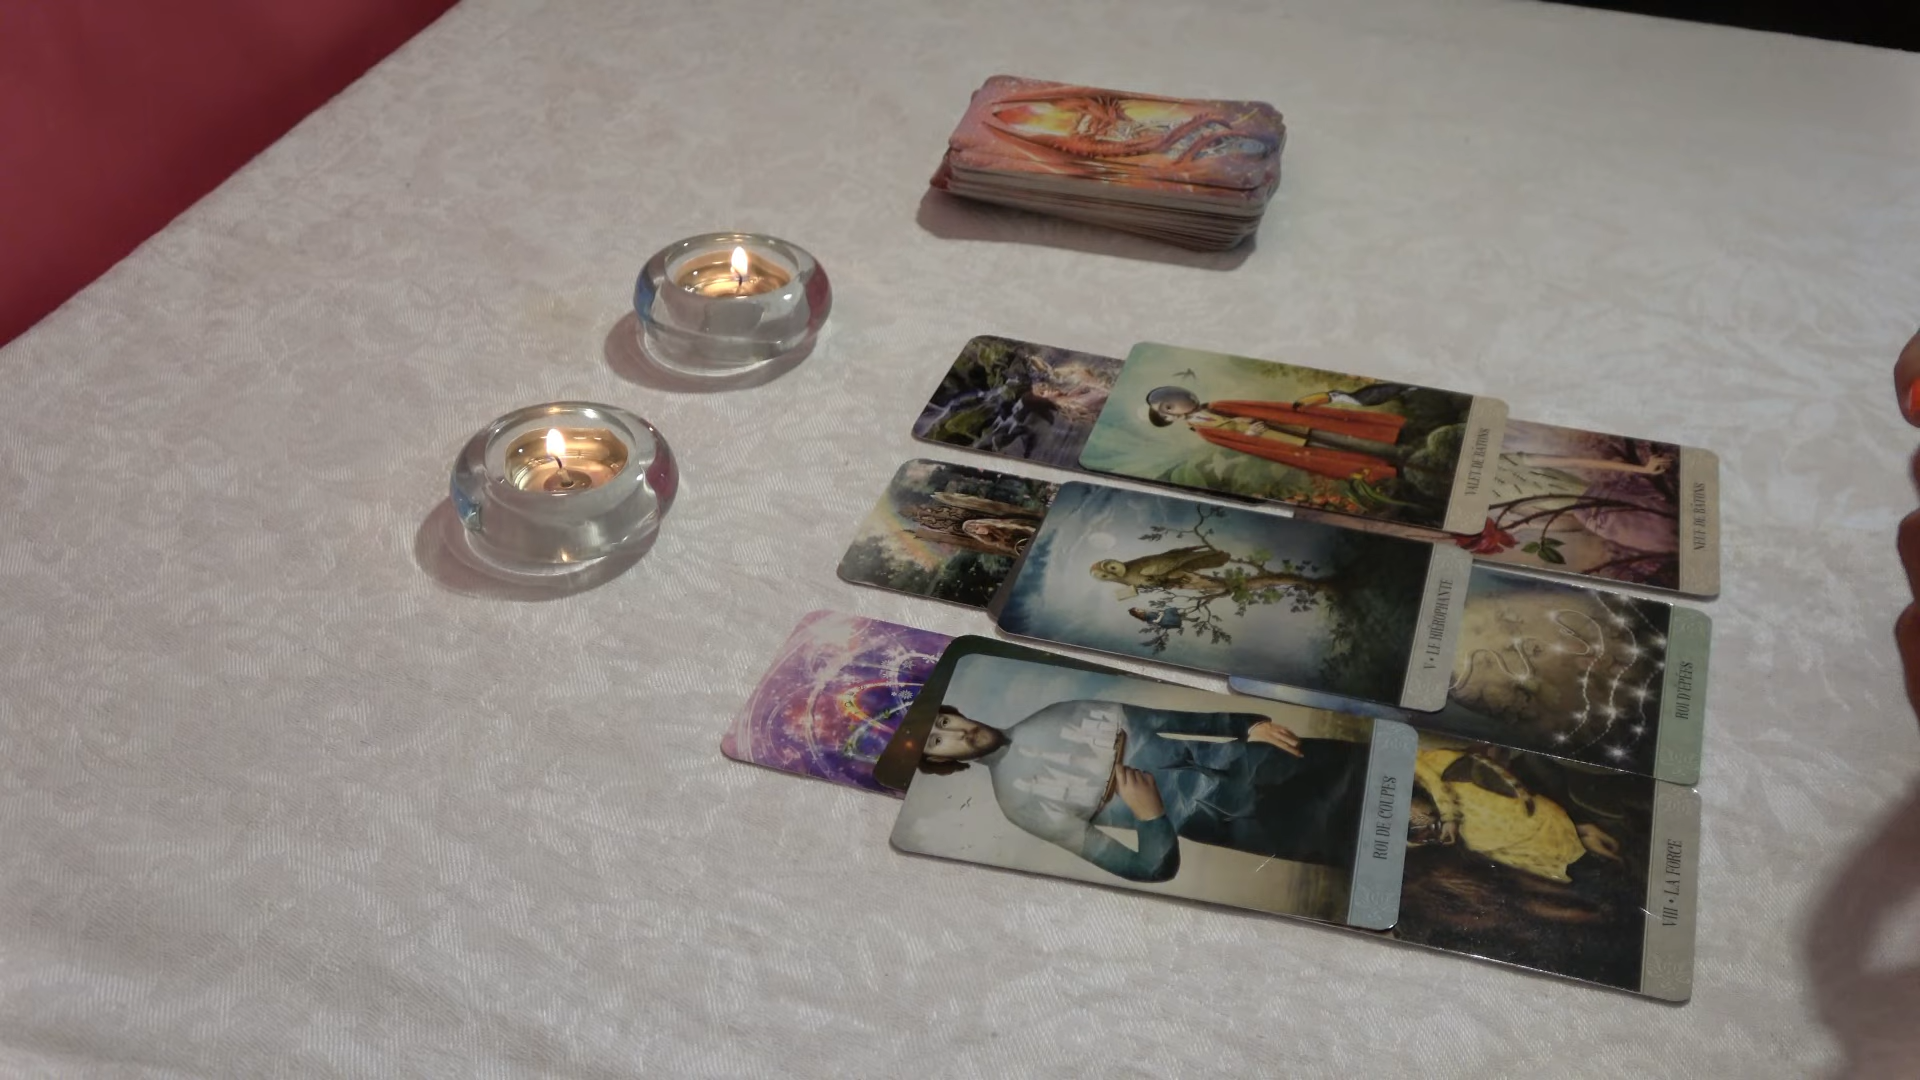 VALET DE BÂTONS
NEUF DE BÂTONS
V • LE HIÉROPHANTE
ROI D'ÉPÉES
ROI DE COUPES
VIII • LA FORCE